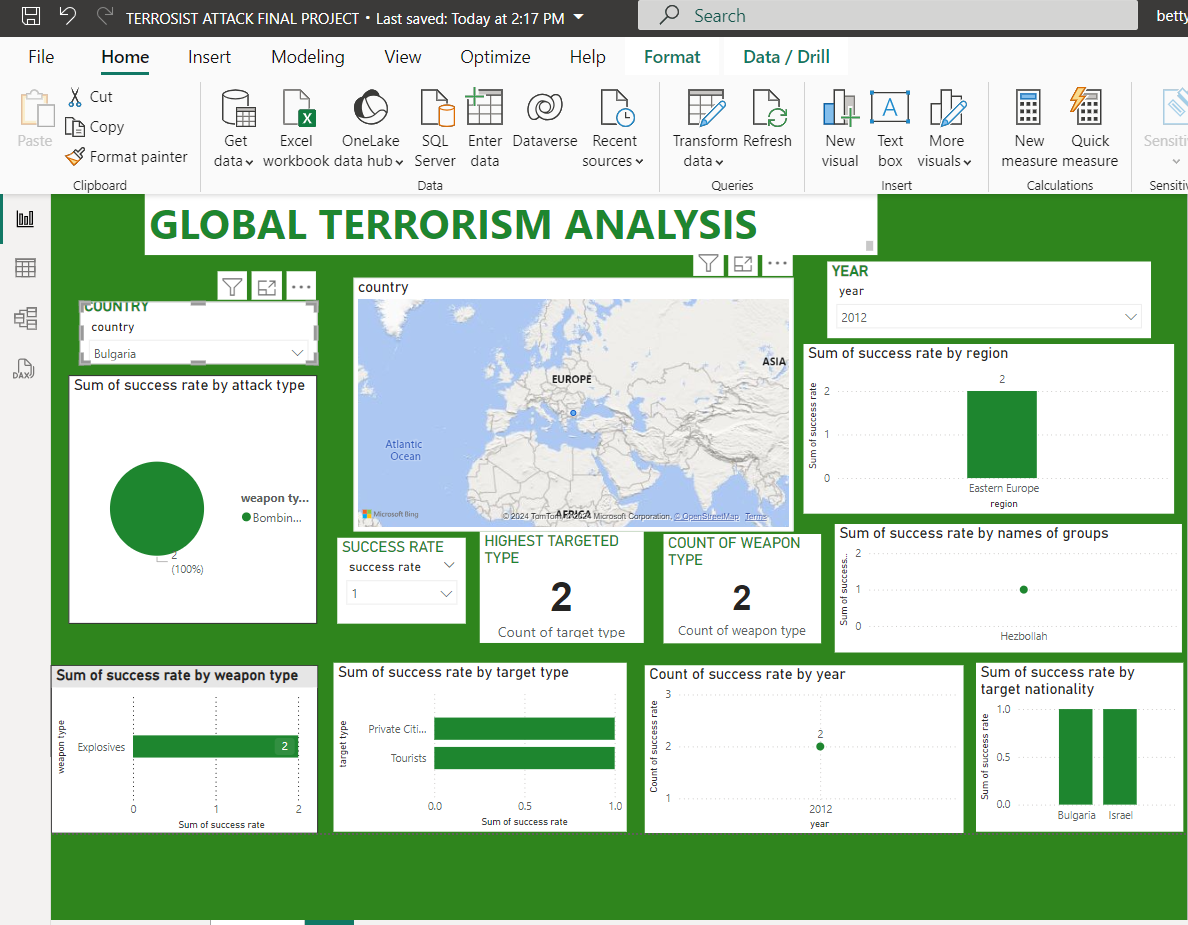 TERROSIST ATTACK FINAL PROJECT • Last saved: Today at 2:17 PM
Search
betty
File Home Insert Modeling View Optimize Help Format Data / Drill
Paste
Cut
Copy
Format painter
Clipboard
Get data
Excel workbook
OneLake data hub
SQL Server
Enter data
Dataverse
Recent sources
Data
Transform data
Refresh
Queries
New visual
Text box
More visuals
Insert
New measure
Quick measure
Calculations
Sensiti
Sensitiv
DAX
GLOBAL TERRORISM ANALYSIS
COUNTRY
country
Bulgaria
country
EUROPE
ASIA
Atlantic
Ocean
AFRICA
Microsoft Bing
© 2024 TomTom, © 2024 Microsoft Corporation, © OpenStreetMap Terms
YEAR
year
2012
Sum of success rate by attack type
weapon ty...
Bombin...
2
(100%)
Sum of success rate by region
Sum of success rate
2
2
1
0
Eastern Europe
region
SUCCESS RATE
success rate
1
HIGHEST TARGETED
TYPE
2
Count of target type
COUNT OF WEAPON
TYPE
2
Count of weapon type
Sum of success rate by names of groups
Sum of success...
2
1
0
Hezbollah
Sum of success rate by weapon type
weapon type
Explosives
2
0 1 2
Sum of success rate
Sum of success rate by target type
target type
Private Citi...
Tourists
0.0 0.5 1.0
Sum of success rate
Count of success rate by year
Count of success rate
3
2
2
1
2012
year
Sum of success rate by
target nationality
Sum of success rate
1.0
0.5
0.0
Bulgaria Israel